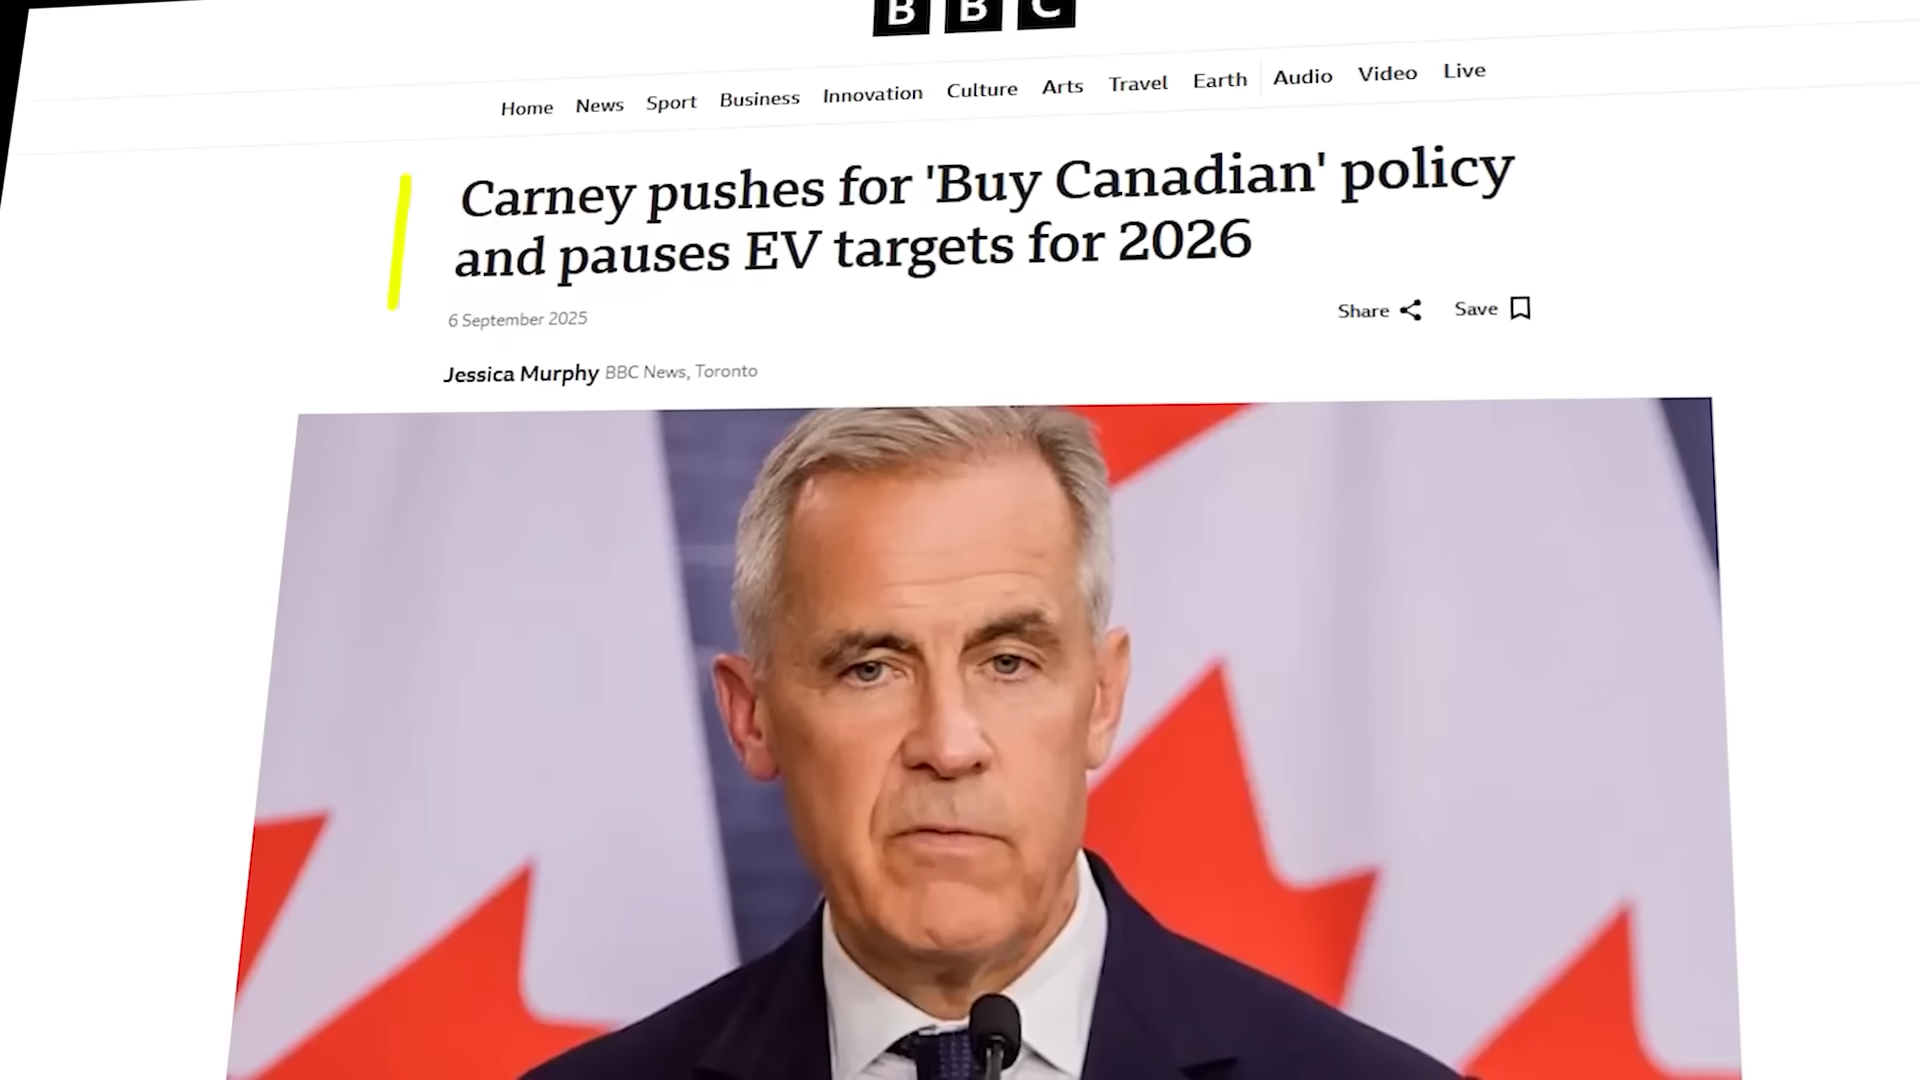 BBC
Home News Sport Business Innovation Culture Arts Travel Earth Audio Video Live
Carney pushes for 'Buy Canadian' policy
and pauses EV targets for 2026
6 September 2025
Share Save
Jessica Murphy BBC News, Toronto